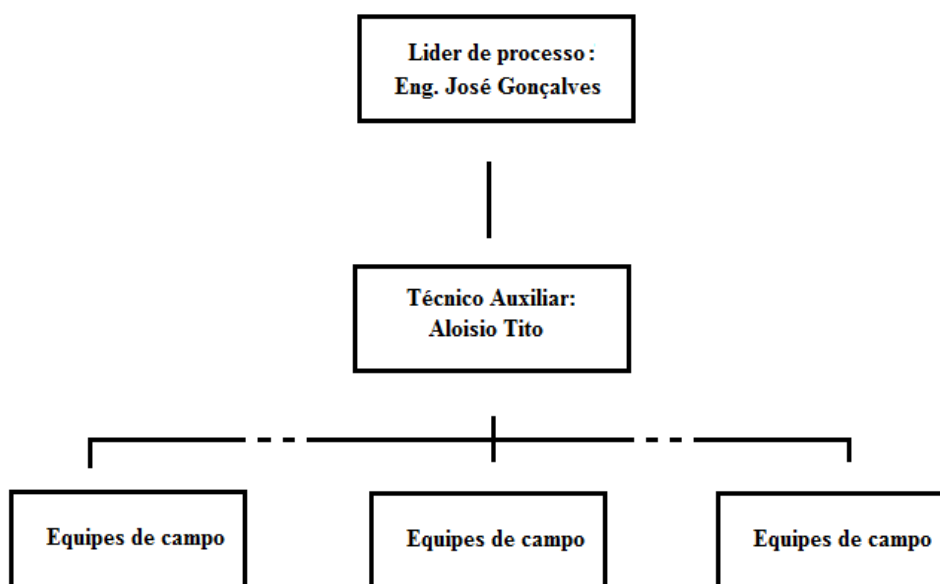 Lider de processo:
Eng. José Gonçalves
Técnico Auxiliar:
Aloisio Tito
Equipes de campo
Equipes de campo
Equipes de campo